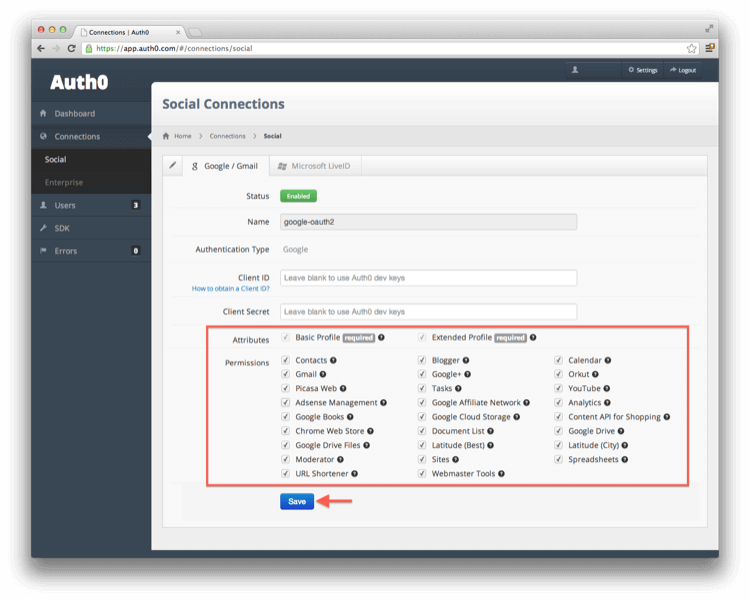 Connections | Auth0
https://app.auth0.com/#/connections/social
Auth0
Settings
Logout
Dashboard
Connections
Social
Enterprise
Users 3
SDK
Errors 0
Social Connections
Home > Connections > Social
Google / Gmail
Microsoft LiveID
Status Enabled
Name google-oauth2
Authentication Type Google
Client ID Leave blank to use Auth0 dev keys
How to obtain a Client ID?
Client Secret Leave blank to use Auth0 dev keys
Attributes Basic Profile required Extended Profile required
Permissions Contacts Blogger Calendar
Gmail Google+ Orkut
Picasa Web Tasks YouTube
Adsense Management Google Affiliate Network Analytics
Google Books Google Cloud Storage Content API for Shopping
Chrome Web Store Document List Google Drive
Google Drive Files Latitude (Best) Latitude (City)
Moderator Sites Spreadsheets
URL Shortener Webmaster Tools
Save